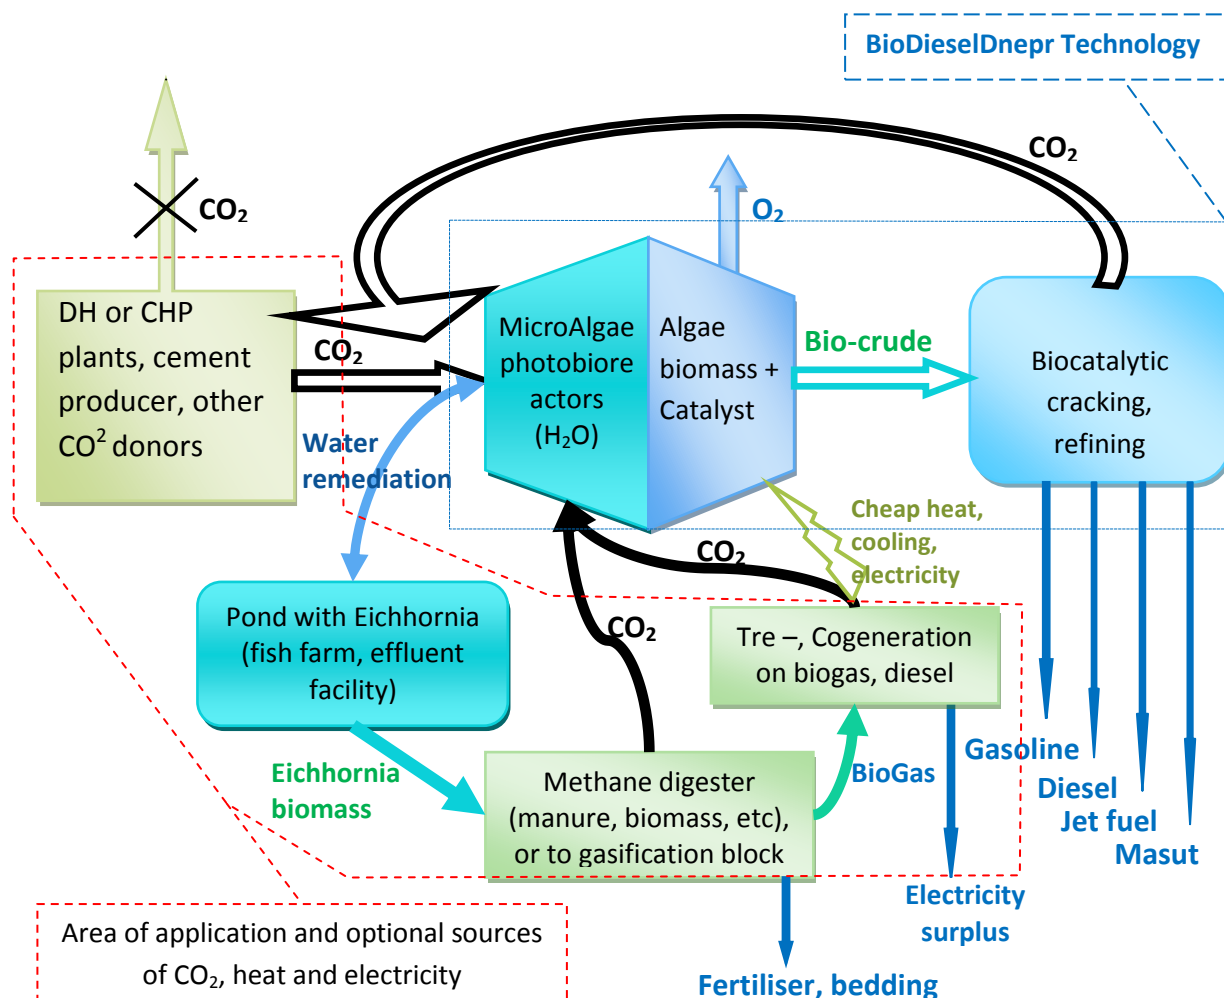 BioDieselDnepr Technology
CO₂
CO₂
O₂
DH or CHP
plants, cement
producer, other
CO² donors
CO₂
MicroAlgae
photobiore
actors
(H₂O)
Algae
biomass +
Catalyst
Bio-crude
Biocatalytic
cracking,
refining
Water
remediation
Cheap heat,
cooling,
electricity
CO₂
Pond with Eichhornia
(fish farm, effluent
facility)
CO₂
Tre –, Cogeneration
on biogas, diesel
Eichhornia
biomass
Methane digester
(manure, biomass, etc),
or to gasification block
BioGas
Gasoline
Diesel
Jet fuel
Masut
Electricity
surplus
Area of application and optional sources
of CO₂, heat and electricity
Fertiliser, bedding